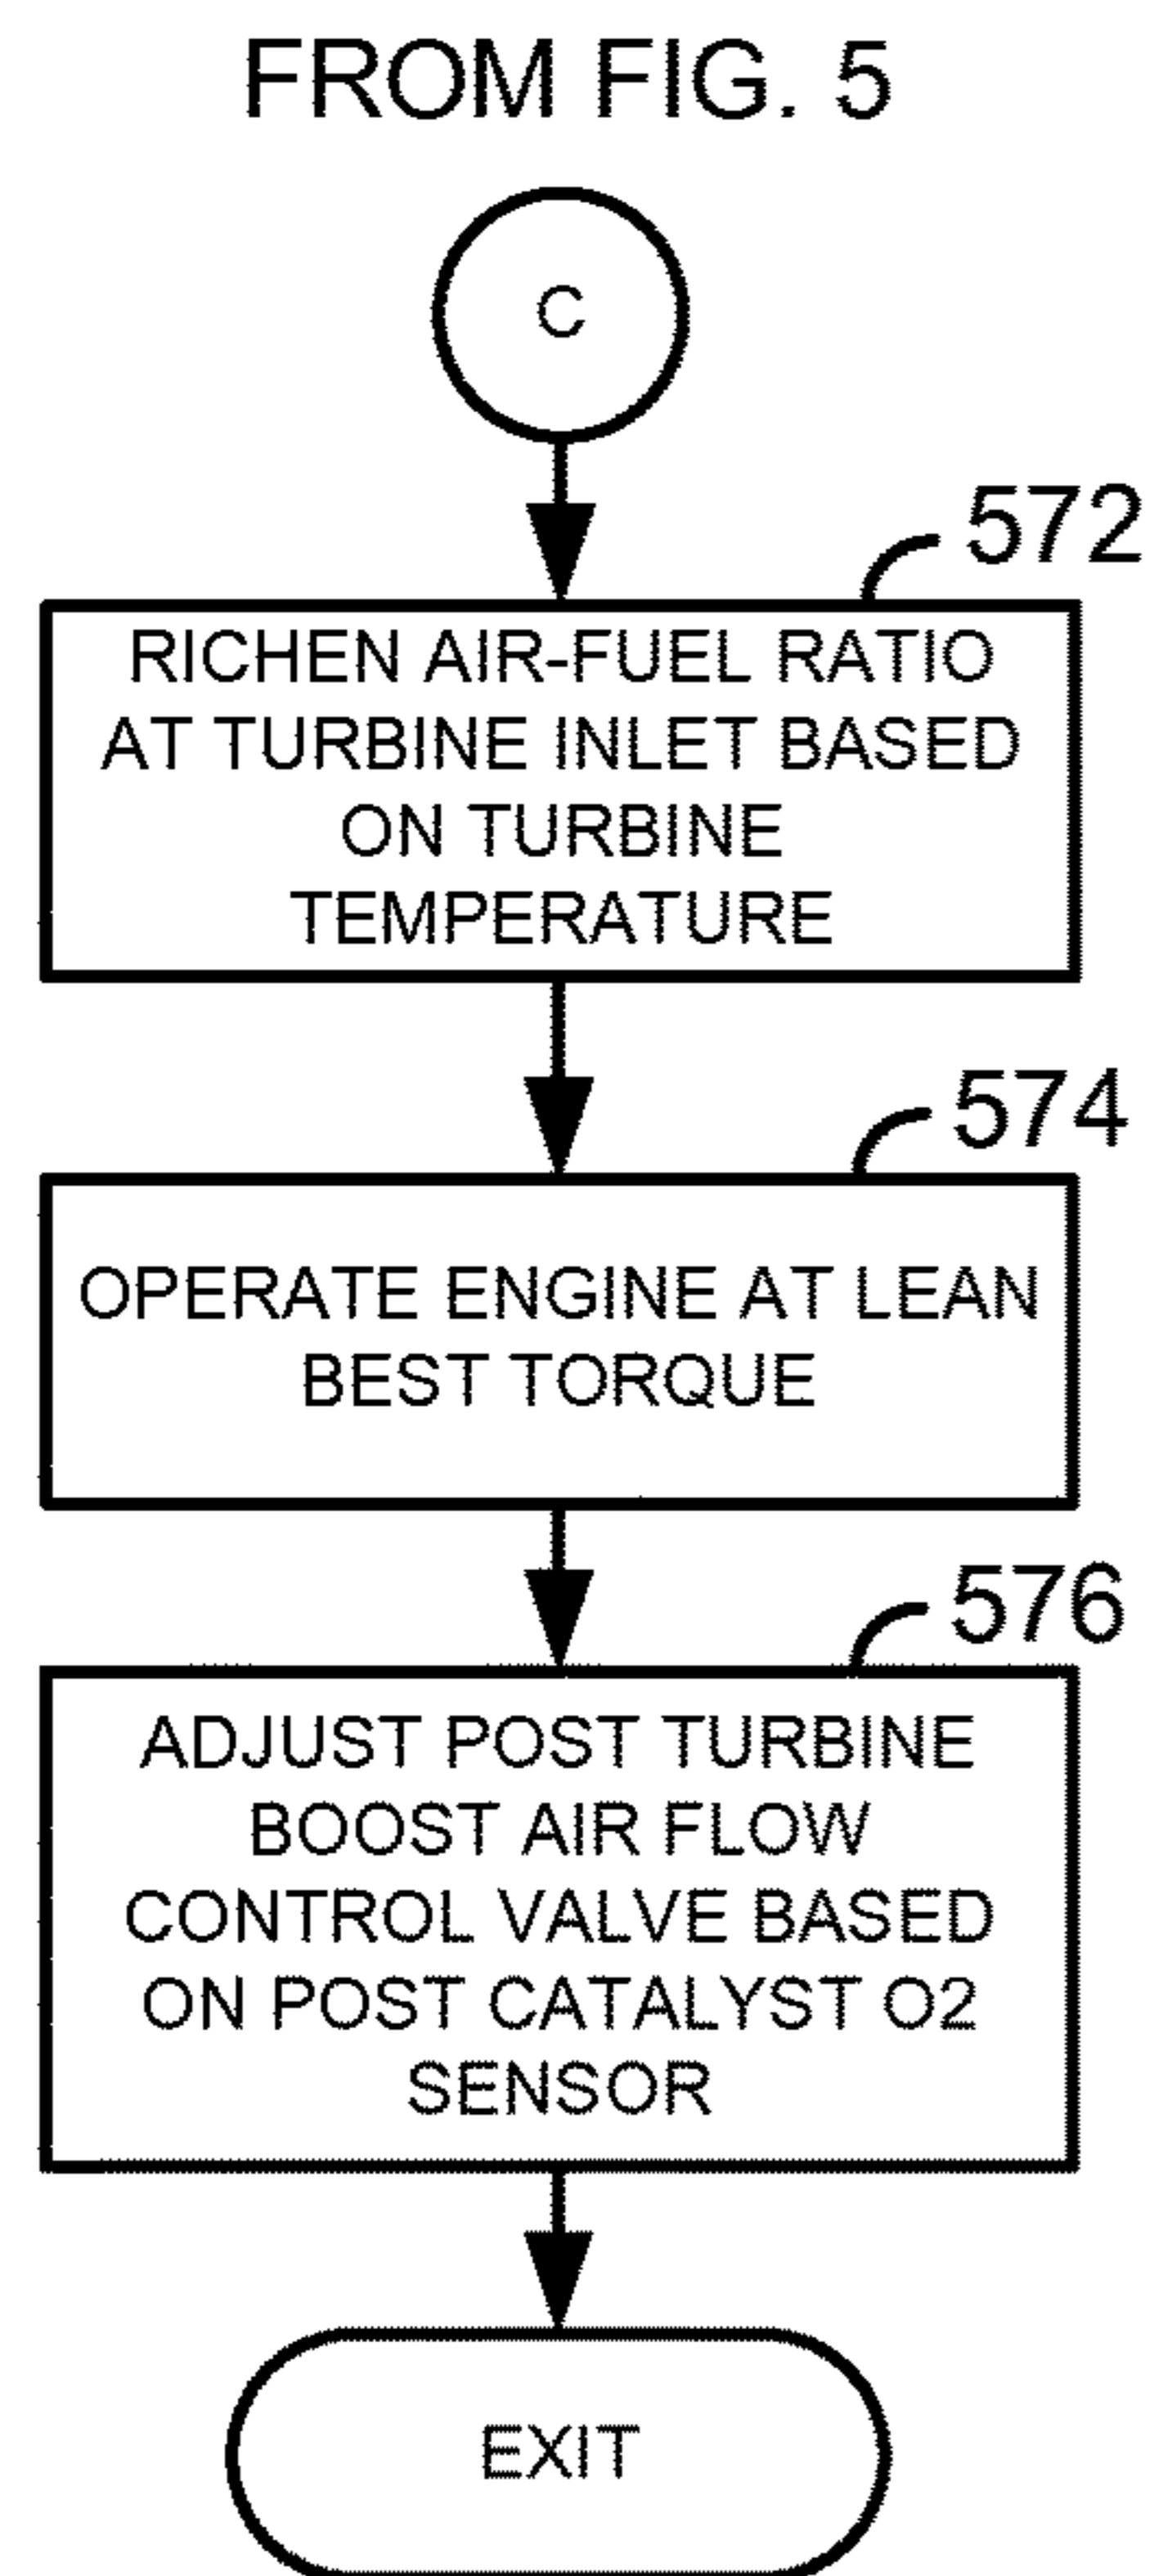 FROM FIG. 5
C
572
RICHEN AIR-FUEL RATIO
AT TURBINE INLET BASED
ON TURBINE
TEMPERATURE
574
OPERATE ENGINE AT LEAN
BEST TORQUE
576
ADJUST POST TURBINE
BOOST AIR FLOW
CONTROL VALVE BASED
ON POST CATALYST O2
SENSOR
EXIT